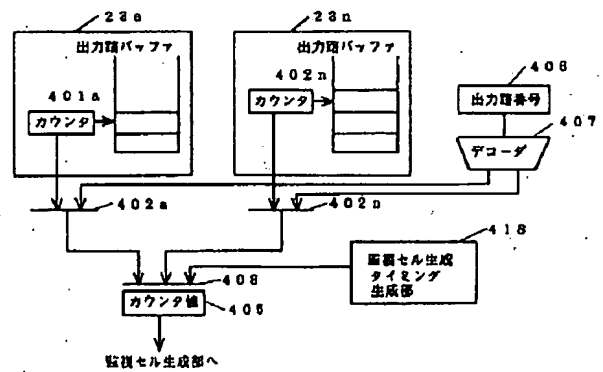 23a
23n
出力路バッファ
出力路バッファ
401a
402n
406
カウンタ
カウンタ
出力路番号
407
デコーダ
402a
402n
418
監視セル生成
タイミング
生成部
403
カウンタ値
405
監視セル生成部へ